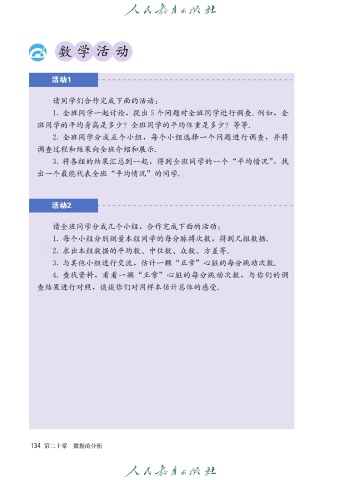 人民教育出版社
数学活动
活动1
请同学们合作完成下面的活动：
1. 全班同学一起讨论，提出 5 个问题对全班同学进行调查. 例如，全
班同学的平均身高是多少？全班同学的平均体重是多少？等等.
2. 全班同学分成五个小组，每个小组选择一个问题进行调查，并将
调查过程和结果向全班介绍和展示.
3. 将各组的结果汇总到一起，得到全班同学的一个“平均情况”，找
出一个最能代表全班“平均情况”的同学.
活动2
请全班同学分成几个小组，合作完成下面的活动：
1. 每个小组分别测量本组同学的每分脉搏次数，得到几组数据.
2. 求出本组数据的平均数、中位数、众数、方差等.
3. 与其他小组进行交流，估计一颗“正常”心脏的每分跳动次数.
4. 查找资料，看看一颗“正常”心脏的每分跳动次数，与你们的调
查结果进行对照，谈谈你们对用样本估计总体的感受.
134 第二十章 数据的分析
人民教育出版社